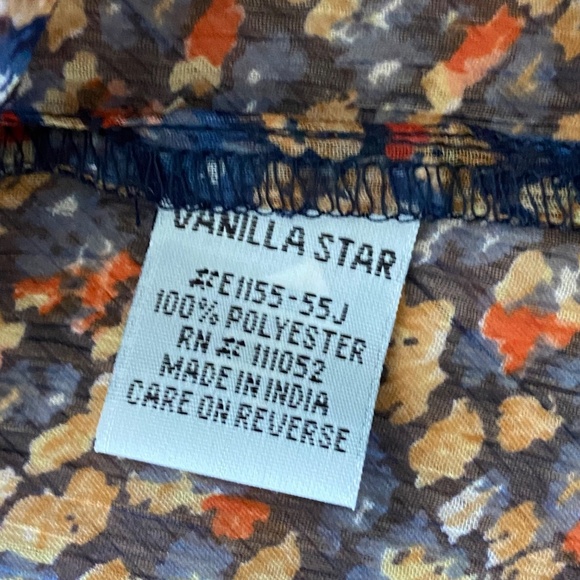 VANILLA STAR
#E1155-55J
100% POLYESTER
RN # 111052
MADE IN INDIA
CARE ON REVERSE